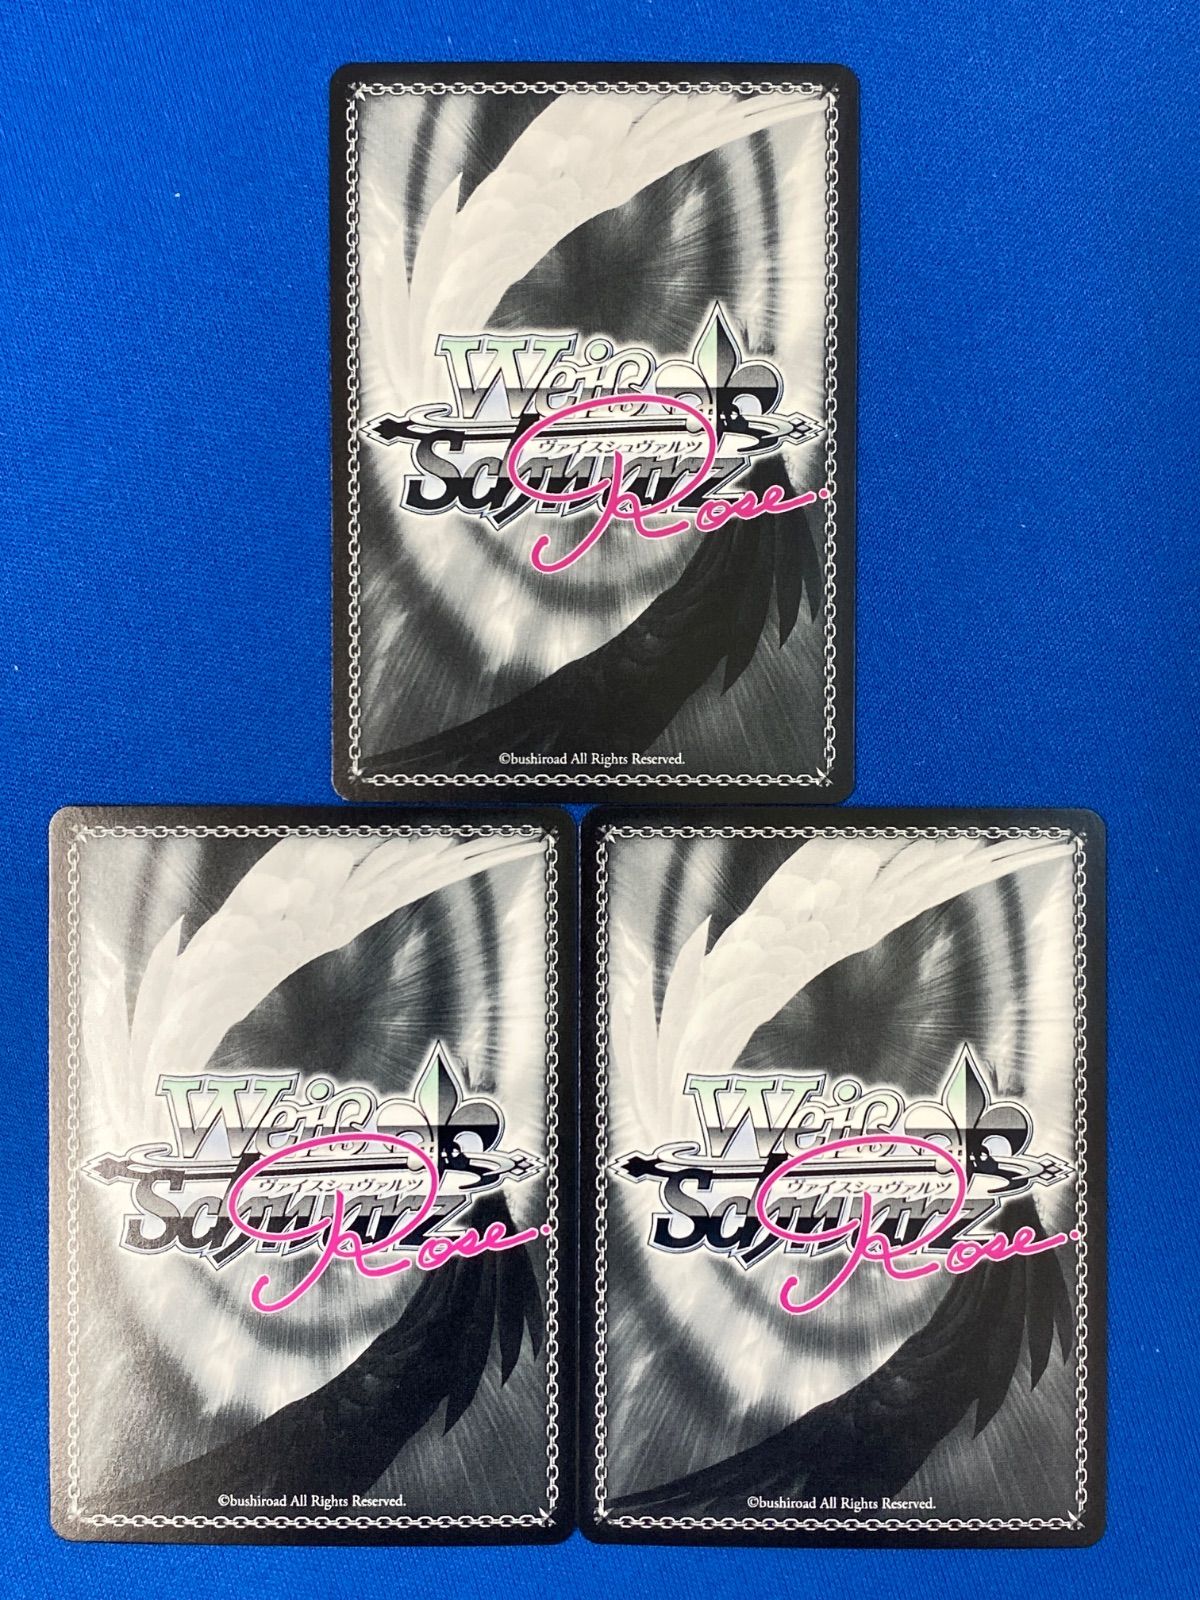 Weiß
ヴァイスシュヴァルツ
Schwarz
Rose.
©bushiroad All Rights Reserved.
Weiß
ヴァイスシュヴァルツ
Schwarz
Rose.
©bushiroad All Rights Reserved.
Weiß
ヴァイスシュヴァルツ
Schwarz
Rose.
©bushiroad All Rights Reserved.